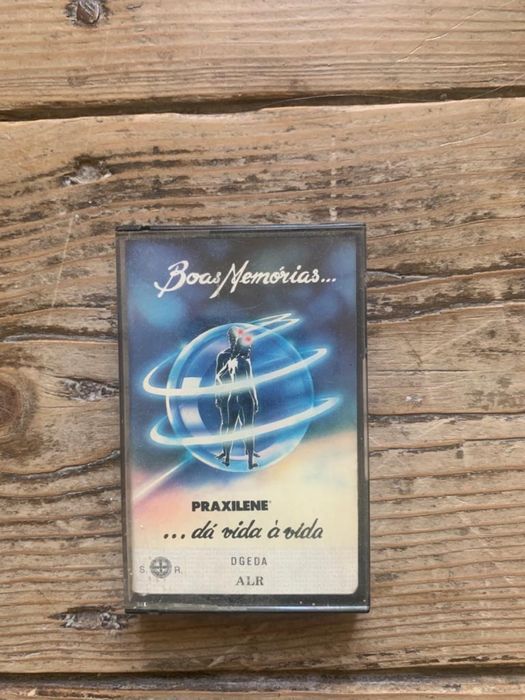 Boas Memórias...
PRAXILENE®
... dá vida à vida
DGEDA
S. R.
ALR